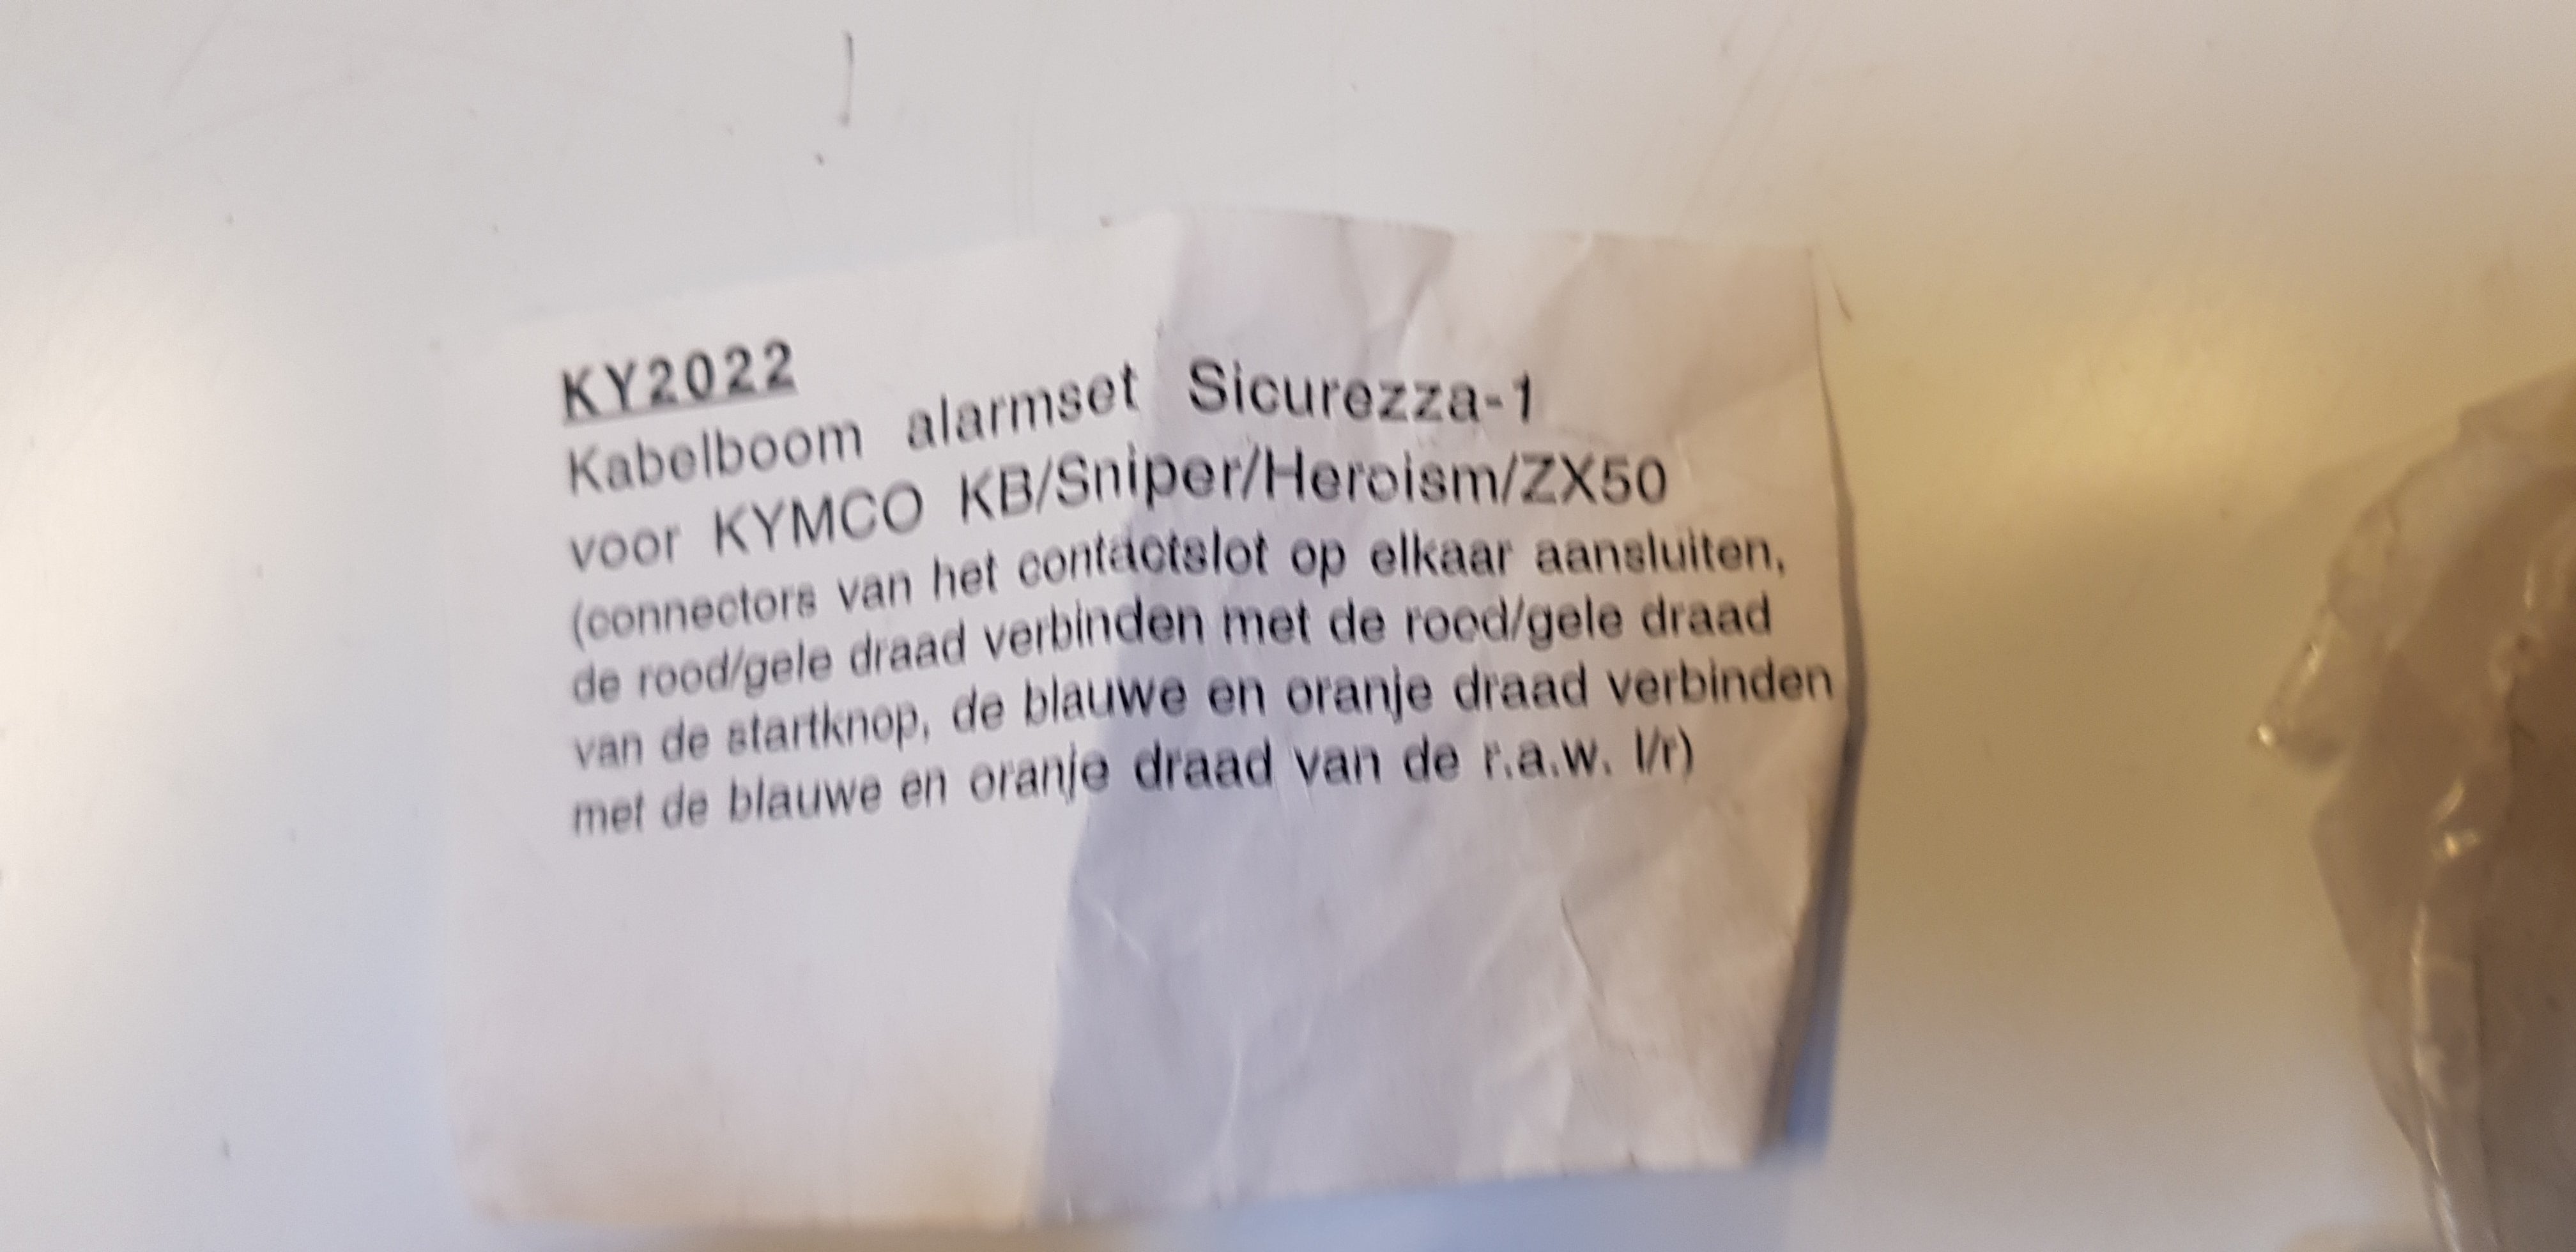 KY2022
Kabelboom alarmset Sicurezza-1
voor KYMCO KB/Sniper/Heroism/ZX50
(connectors van het contactslot op elkaar aansluiten,
de rood/gele draad verbinden met de rood/gele draad
van de startknop, de blauwe en oranje draad verbinden
met de blauwe en oranje draad van de r.a.w. l/r)